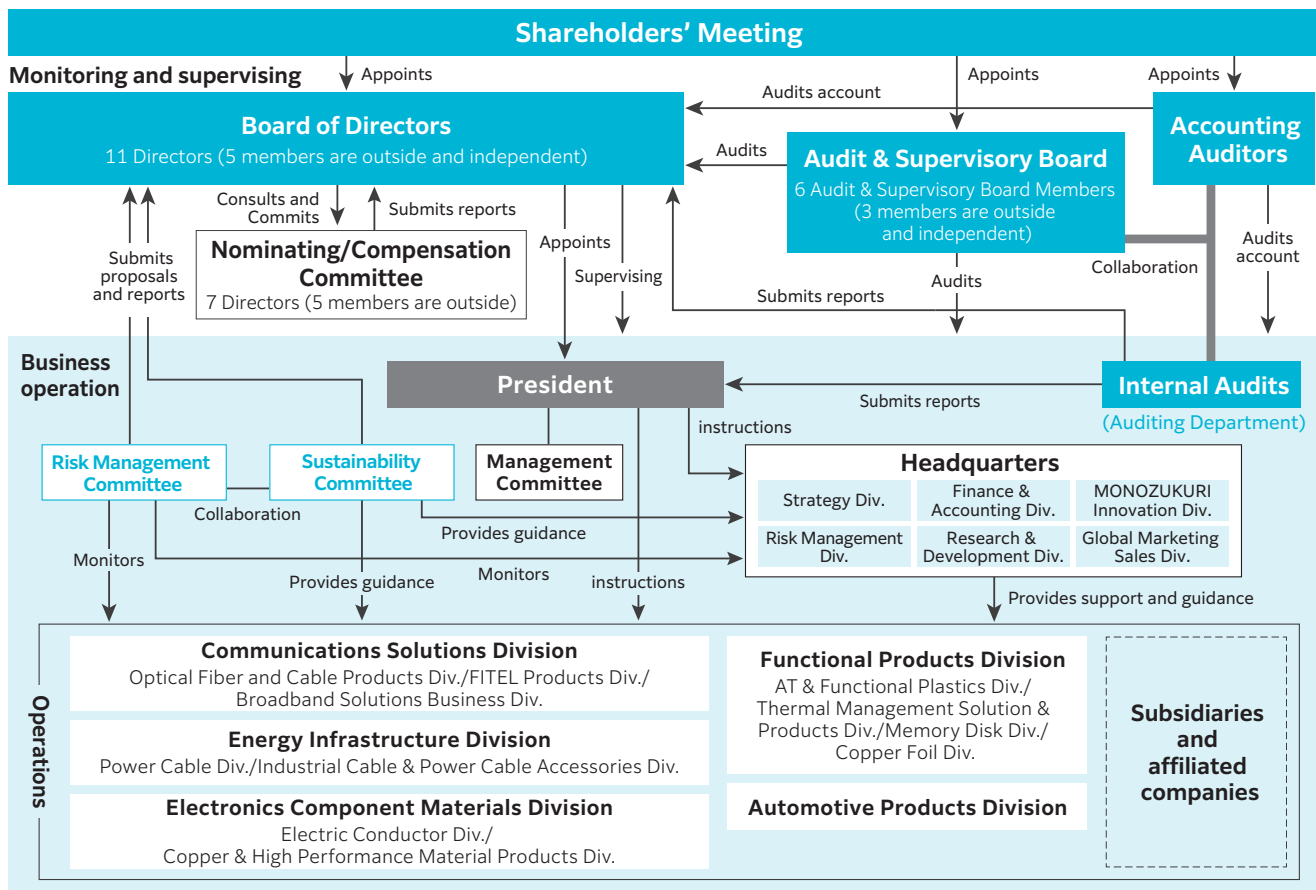 Shareholders' Meeting
Monitoring and supervising
Appoints
Appoints
Appoints
Board of Directors
11 Directors (5 members are outside and independent)
Audits account
Accounting
Auditors
Audits
Audit & Supervisory Board
6 Audit & Supervisory Board Members
(3 members are outside
and independent)
Consults and
Commits
Submits reports
Submits
proposals
and reports
Nominating/Compensation
Committee
7 Directors (5 members are outside)
Appoints
Supervising
Submits reports
Audits
Collaboration
Audits
account
Business
operation
President
Submits reports
Internal Audits
(Auditing Department)
instructions
Risk Management
Committee
Sustainability
Committee
Management
Committee
Collaboration
Headquarters
Strategy Div.
Finance &
Accounting Div.
MONOZUKURI
Innovation Div.
Risk Management
Div.
Research &
Development Div.
Global Marketing
Sales Div.
Provides guidance
Monitors
Provides guidance
Monitors
instructions
Provides support and guidance
Operations
Communications Solutions Division
Optical Fiber and Cable Products Div./FITEL Products Div./
Broadband Solutions Business Div.
Energy Infrastructure Division
Power Cable Div./Industrial Cable & Power Cable Accessories Div.
Electronics Component Materials Division
Electric Conductor Div./
Copper & High Performance Material Products Div.
Functional Products Division
AT & Functional Plastics Div./
Thermal Management Solution &
Products Div./Memory Disk Div./
Copper Foil Div.
Automotive Products Division
Subsidiaries
and
affiliated
companies